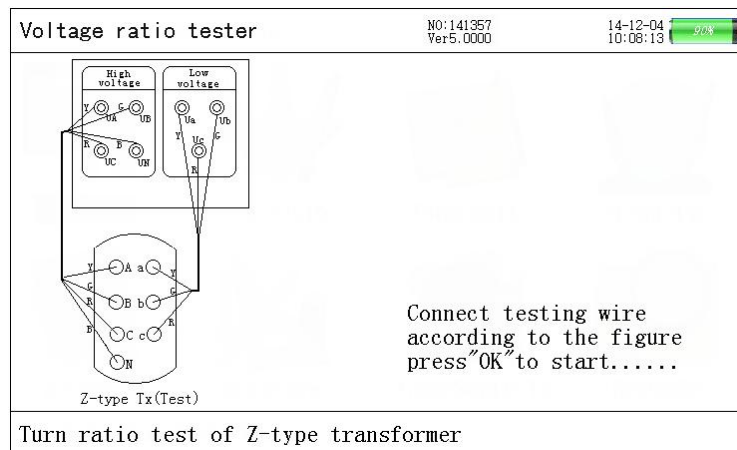 Voltage ratio tester
NO:141357
Ver5.0000
14-12-04
10:08:13
90%
High
voltage
Low
voltage
Y G
UA UB
Ua Ub
Y Uc G
R B
UC UN
R
Y A a Y
G G
R B b
R
B C c
N
Z-type Tx(Test)
Connect testing wire
according to the figure
press"OK"to start......
Turn ratio test of Z-type transformer